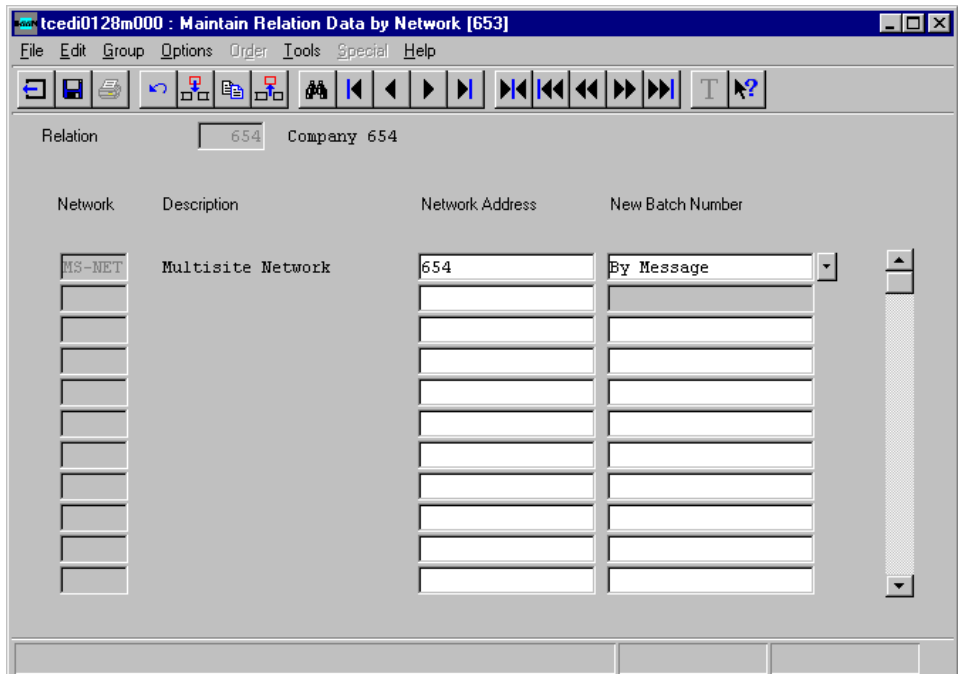 tcedi0128m000 : Maintain Relation Data by Network [653]
File Edit Group Options Order Tools Special Help
T ?
Relation 654 Company 654
Network Description Network Address New Batch Number
MS-NET Multisite Network 654 By Message